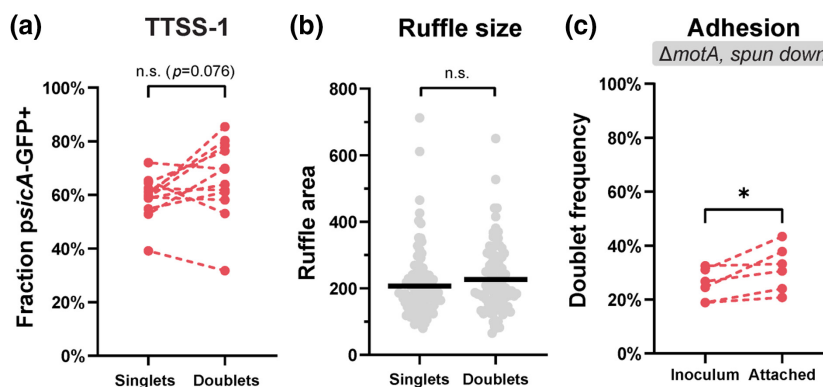 (a) TTSS-1
n.s. (p=0.076)
Fraction psicA-GFP+
100%
80%
60%
40%
20%
0%
Singlets Doublets
(b) Ruffle size
n.s.
Ruffle area
800
600
400
200
0
Singlets Doublets
(c) Adhesion
ΔmotA, spun down
*
Doublet frequency
100%
80%
60%
40%
20%
0%
Inoculum Attached